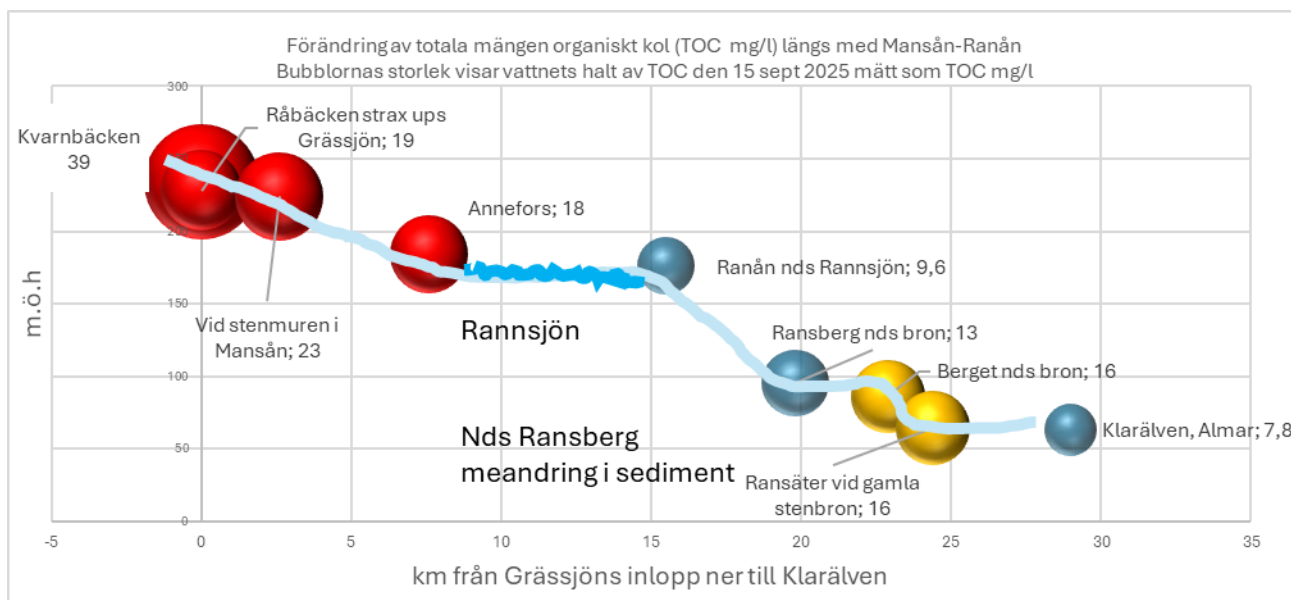 Förändring av totala mängen organiskt kol (TOC mg/l) längs med Mansån-Ranån
Bubblornas storlek visar vattnets halt av TOC den 15 sept 2025 mätt som TOC mg/l
300
Kvarnbäcken
39
Råbäcken strax ups
Grässjön; 19
Annefors; 18
200
Ranån nds Rannsjön; 9,6
m.ö.h
150
Vid stenmuren i
Mansån; 23
Rannsjön
Ransberg nds bron; 13
100
Berget nds bron; 16
Nds Ransberg
meandring i sediment
Klarälven, Almar; 7,8
50
Ransäter vid gamla
stenbron; 16
0
-5 0 5 10 15 20 25 30 35
km från Grässjöns inlopp ner till Klarälven